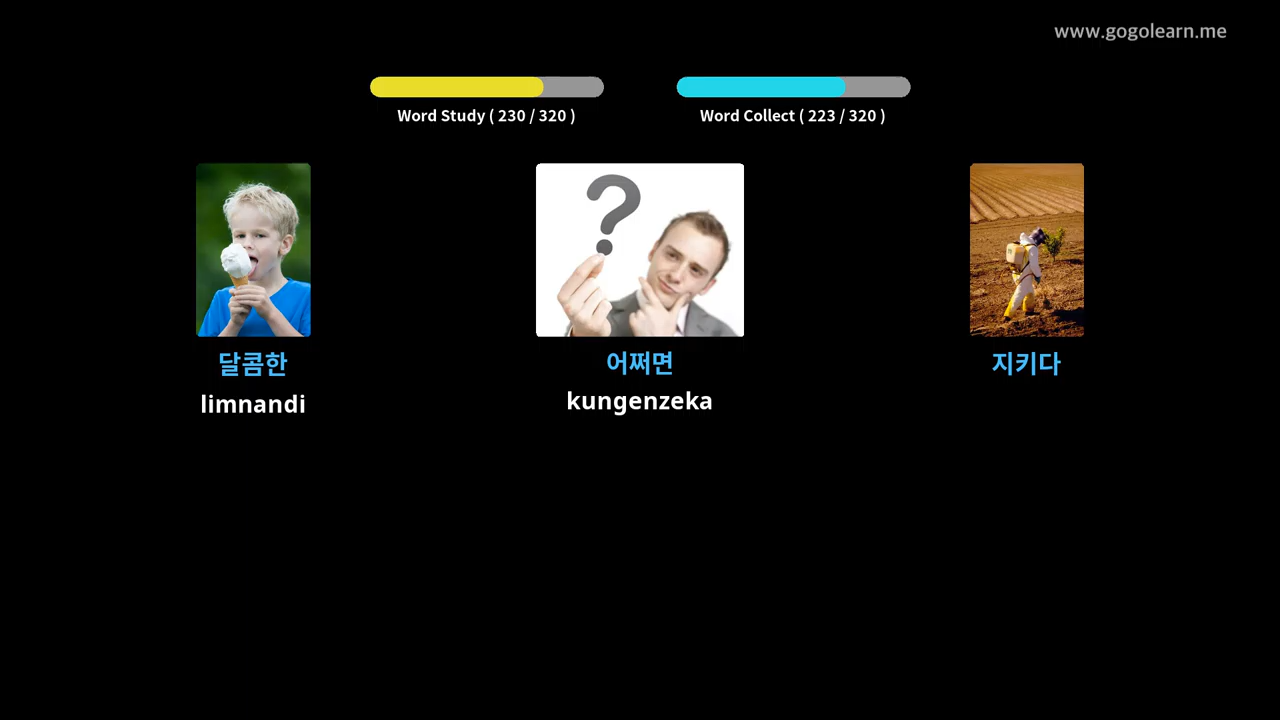 www.gogolearn.me
Word Study ( 230 / 320 )
Word Collect ( 223 / 320 )
달콤한
limnandi
어쩌면
kungenzeka
지키다